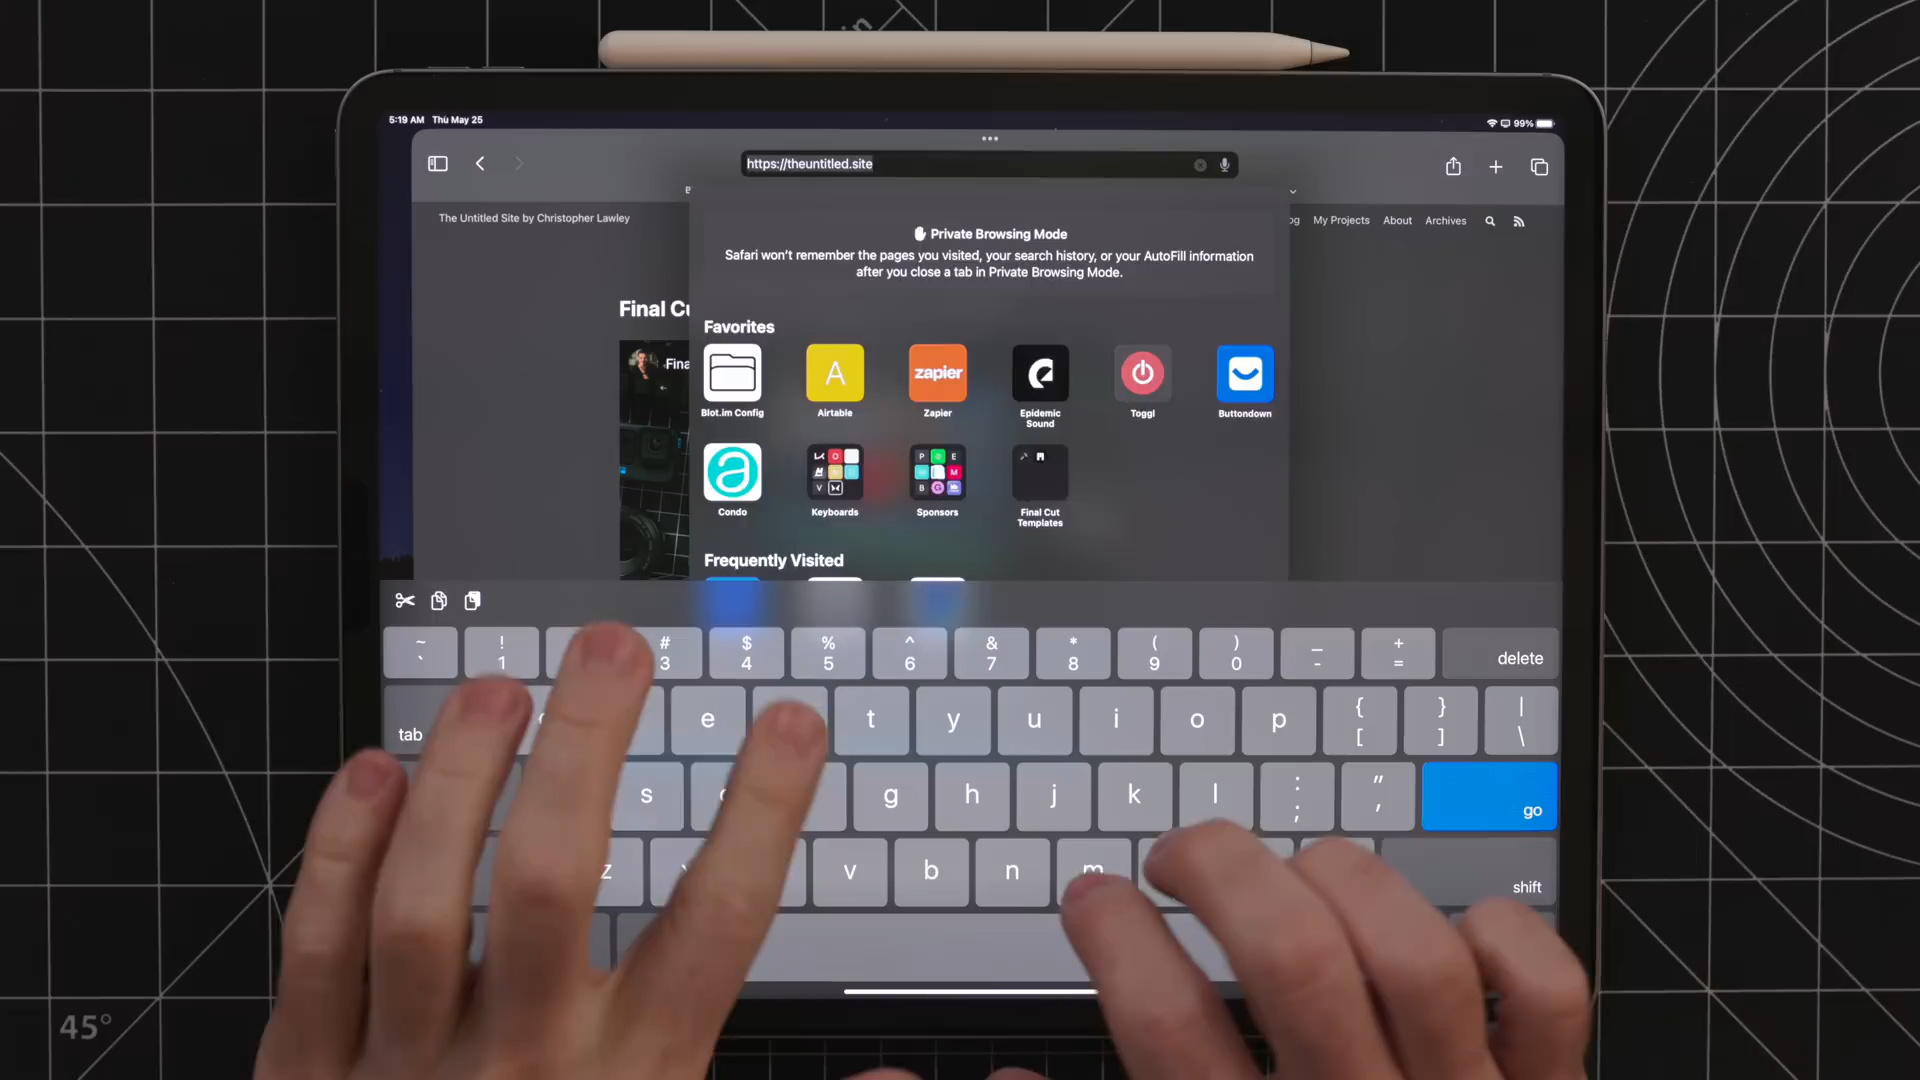 in
5:19 AM Thu May 25
99%
https://theuntitled.site
The Untitled Site by Christopher Lawley
My Projects About Archives
Private Browsing Mode
Safari won't remember the pages you visited, your search history, or your AutoFill information
after you close a tab in Private Browsing Mode.
Final Cu
Favorites
Fina
A
zapier
Blot.im Config
Airtable
Zapier
Epidemic
Sound
Toggl
Buttondown
Condo
Keyboards
Sponsors
Final Cut
Templates
Frequently Visited
~ ! # $ % ^ & * ( ) _ +
` 1 3 4 5 6 7 8 9 0 - = delete
tab e t y u i o p { [ } ] | \
s g h j k l : ; " ' go
z v b n m shift
45°